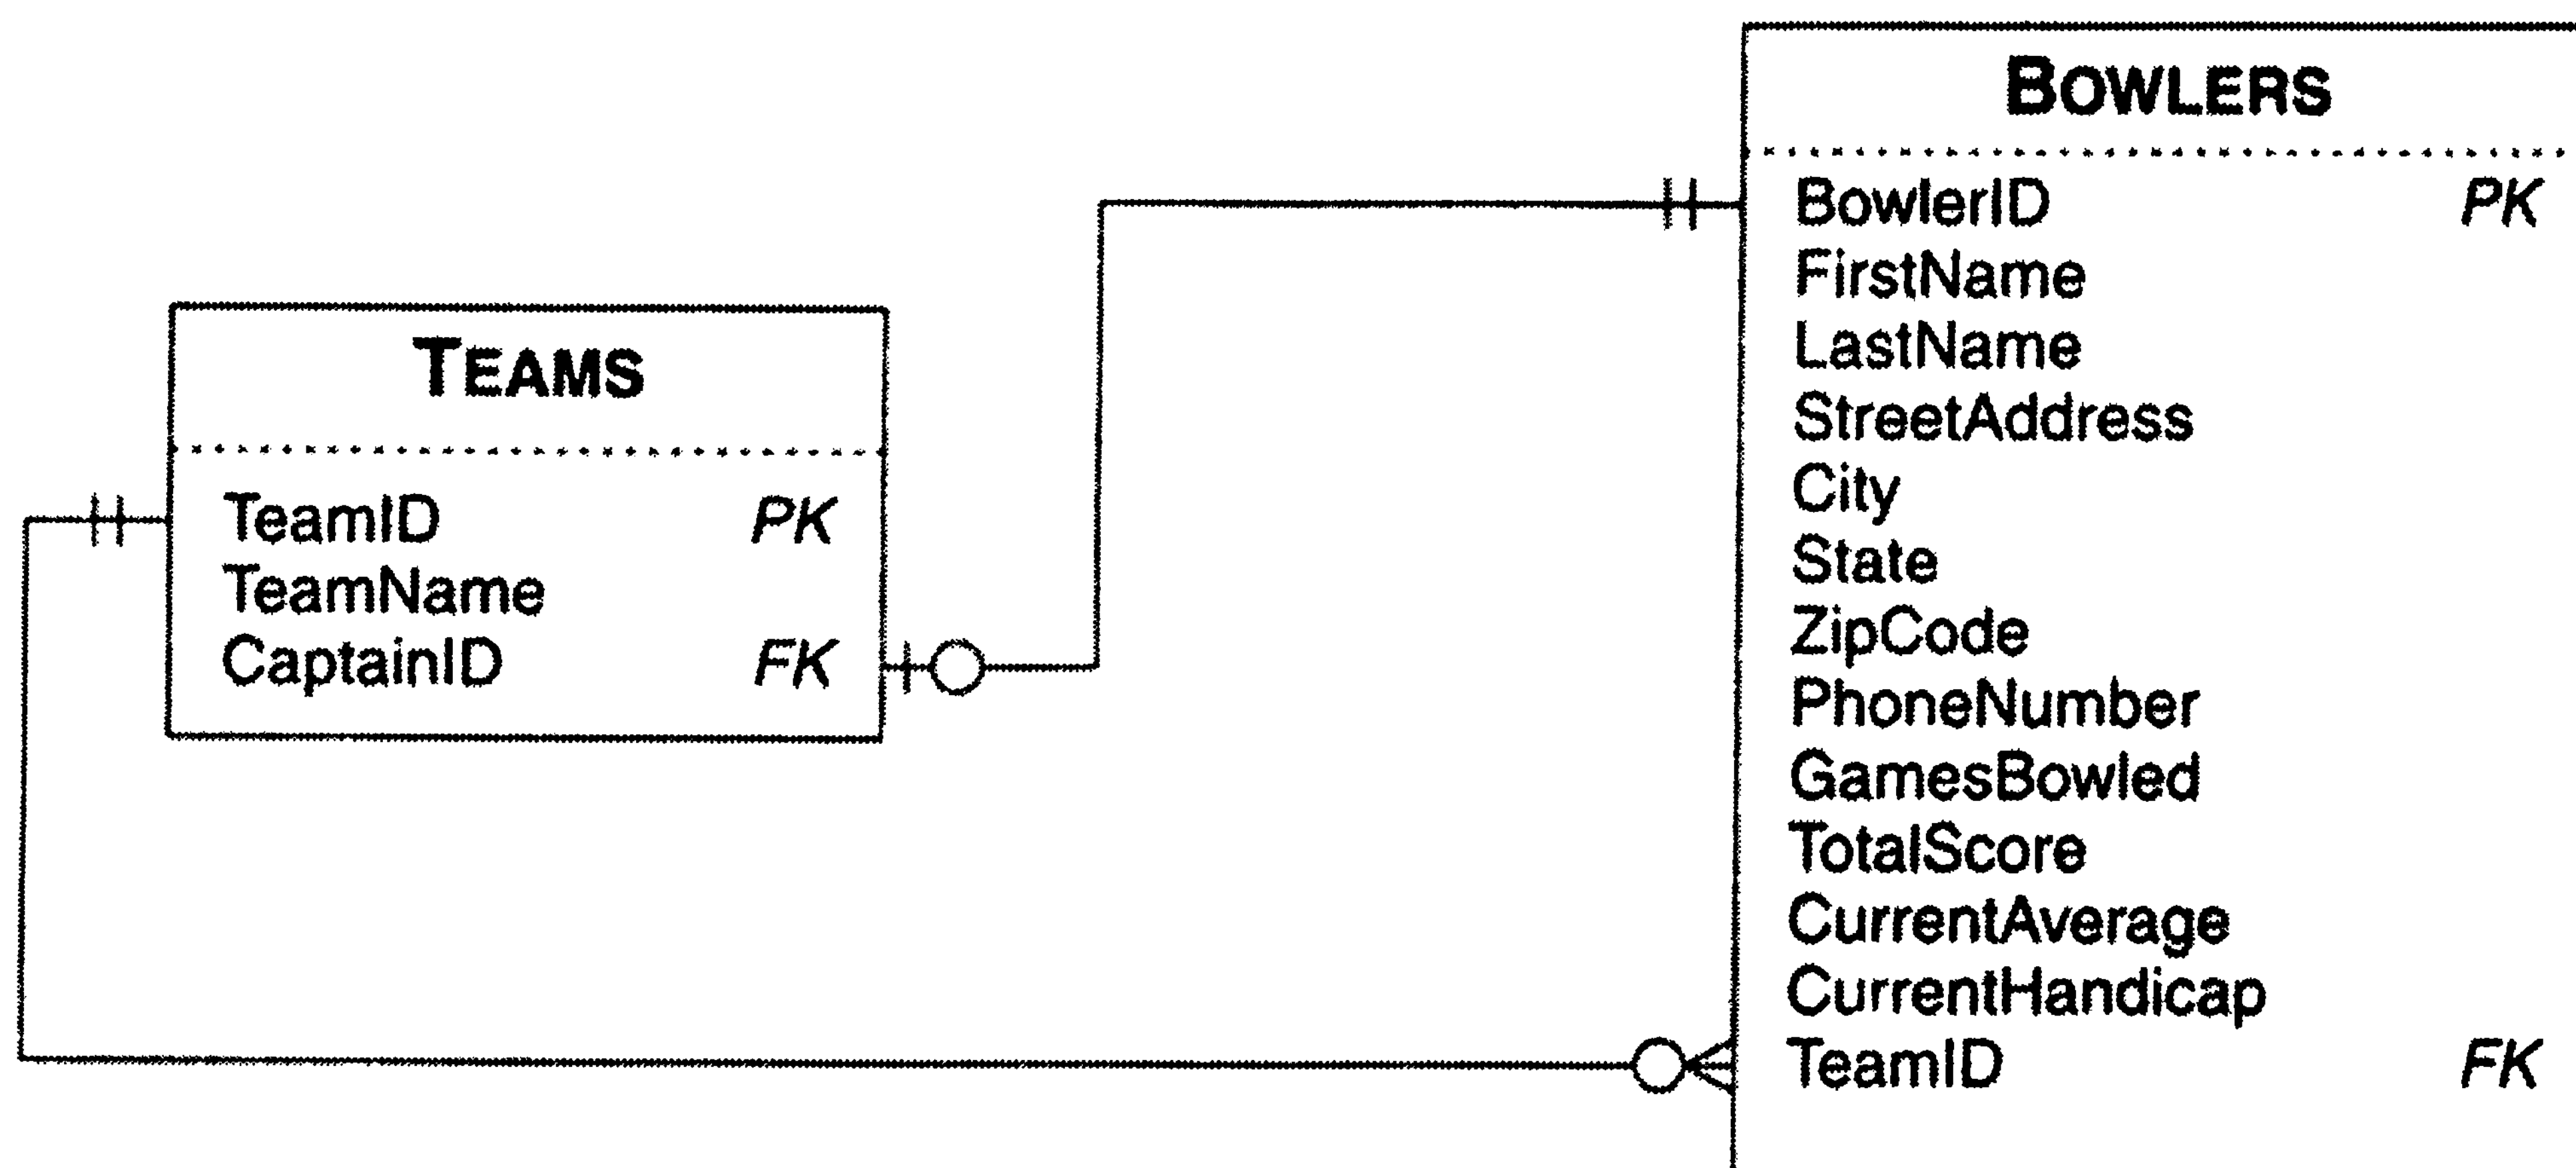 TEAMS
TeamID PK
TeamName
CaptainID FK
BOWLERS
BowlerID PK
FirstName
LastName
StreetAddress
City
State
ZipCode
PhoneNumber
GamesBowled
TotalScore
CurrentAverage
CurrentHandicap
TeamID FK